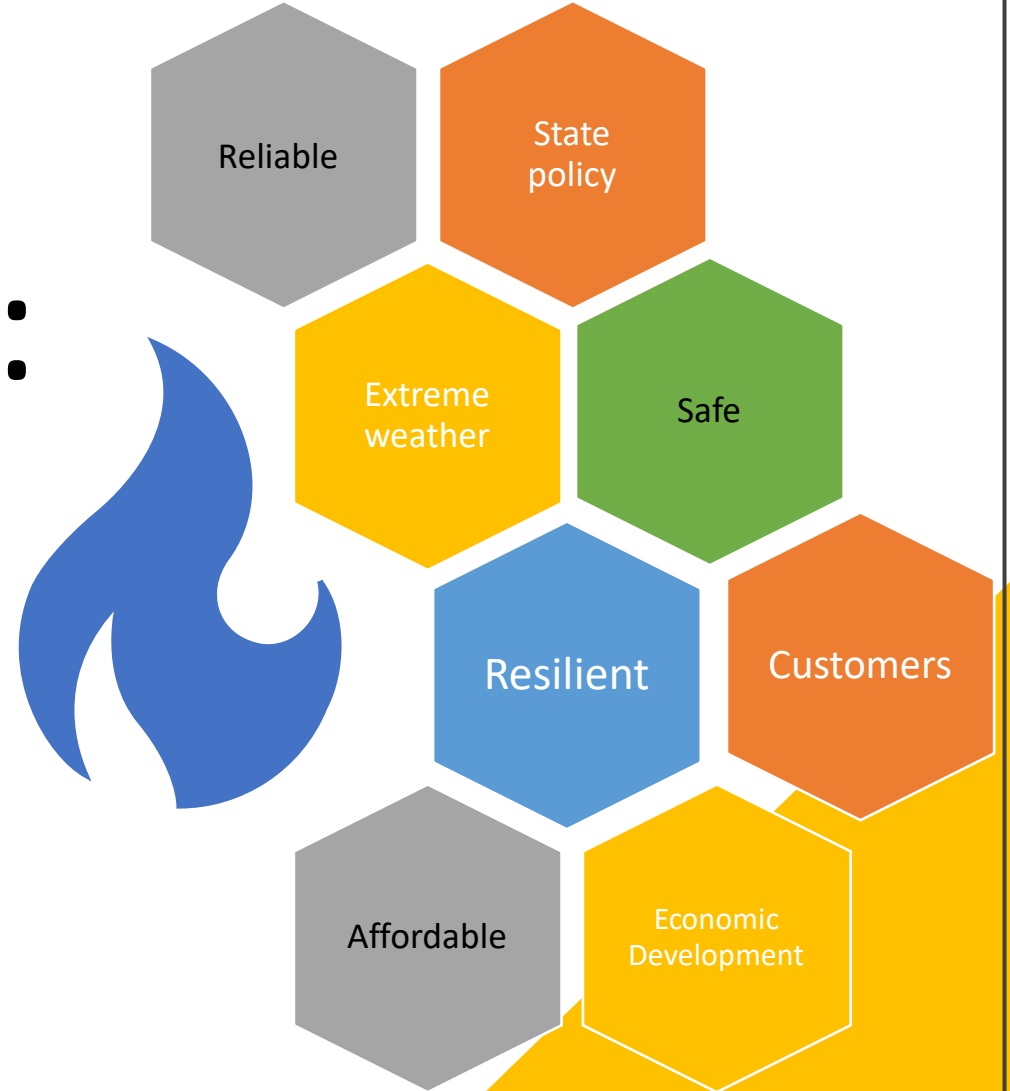 Reliable
State
policy
:
Extreme
weather
Safe
Resilient
Customers
Affordable
Economic
Development